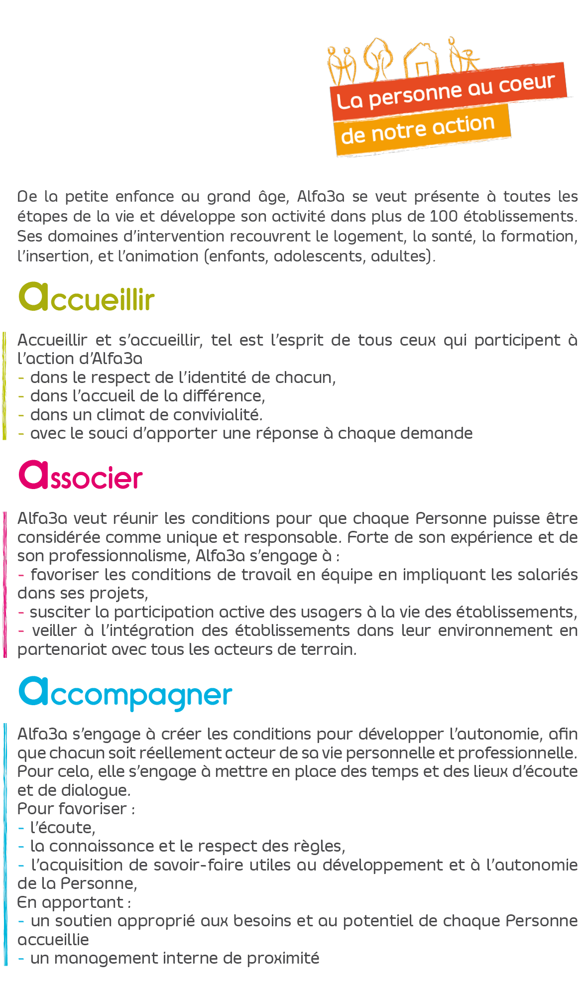 La personne au coeur
de notre action
De la petite enfance au grand âge, Alfa3a se veut présente à toutes les
étapes de la vie et développe son activité dans plus de 100 établissements.
Ses domaines d’intervention recouvrent le logement, la santé, la formation,
l’insertion, et l’animation (enfants, adolescents, adultes).
accueillir
Accueillir et s’accueillir, tel est l’esprit de tous ceux qui participent à
l’action d’Alfa3a
- dans le respect de l’identité de chacun,
- dans l’accueil de la différence,
- dans un climat de convivialité.
- avec le souci d’apporter une réponse à chaque demande
associer
Alfa3a veut réunir les conditions pour que chaque Personne puisse être
considérée comme unique et responsable. Forte de son expérience et de
son professionnalisme, Alfa3a s’engage à :
- favoriser les conditions de travail en équipe en impliquant les salariés
dans ses projets,
- susciter la participation active des usagers à la vie des établissements,
- veiller à l’intégration des établissements dans leur environnement en
partenariat avec tous les acteurs de terrain.
accompagner
Alfa3a s’engage à créer les conditions pour développer l’autonomie, afin
que chacun soit réellement acteur de sa vie personnelle et professionnelle.
Pour cela, elle s’engage à mettre en place des temps et des lieux d’écoute
et de dialogue.
Pour favoriser :
- l’écoute,
- la connaissance et le respect des règles,
- l’acquisition de savoir-faire utiles au développement et à l’autonomie
de la Personne,
En apportant :
- un soutien approprié aux besoins et au potentiel de chaque Personne
accueillie
- un management interne de proximité